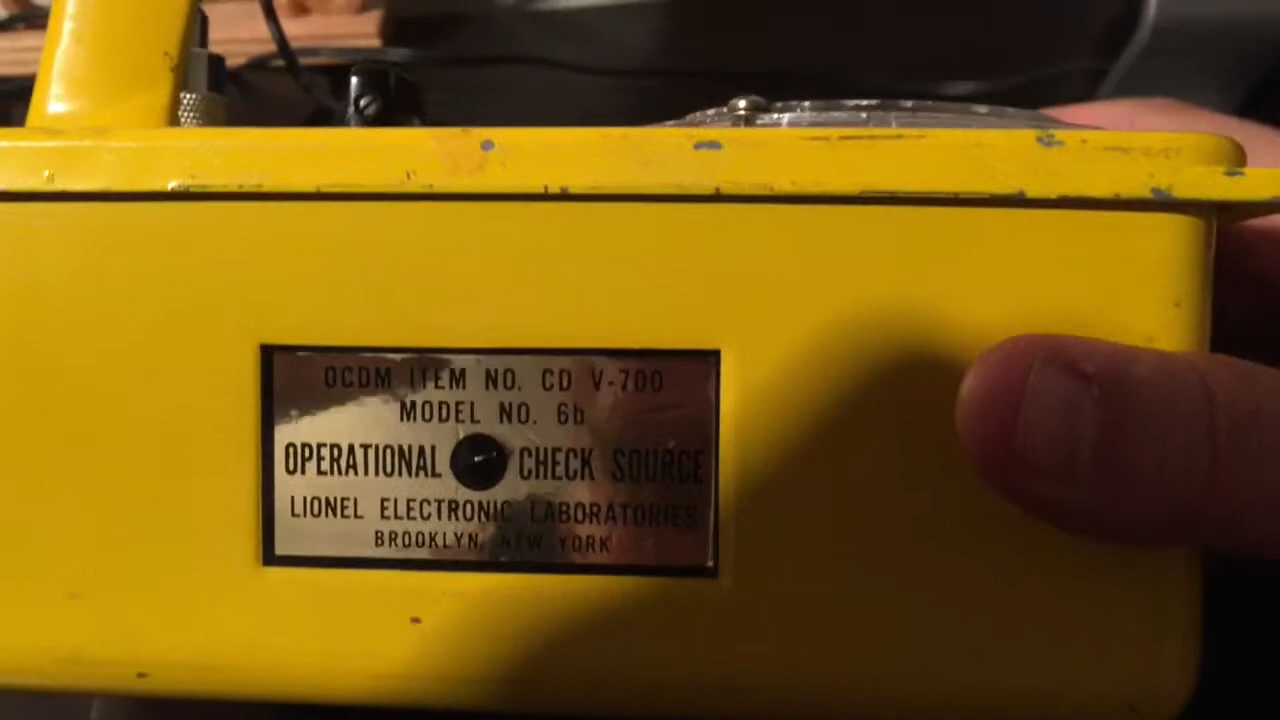 OCDM ITEM NO. CD V-700
MODEL NO. 6b
OPERATIONAL CHECK SOURCE
LIONEL ELECTRONIC LABORATORIES
BROOKLYN, NEW YORK